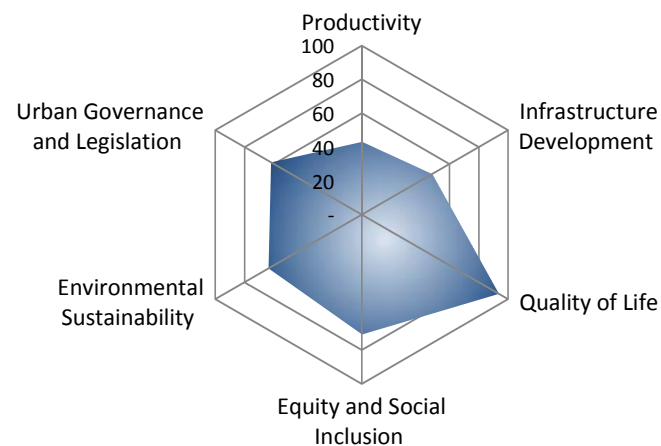 Productivity
100
80
60
40
20
-
Urban Governance
and Legislation
Infrastructure
Development
Environmental
Sustainability
Quality of Life
Equity and Social
Inclusion